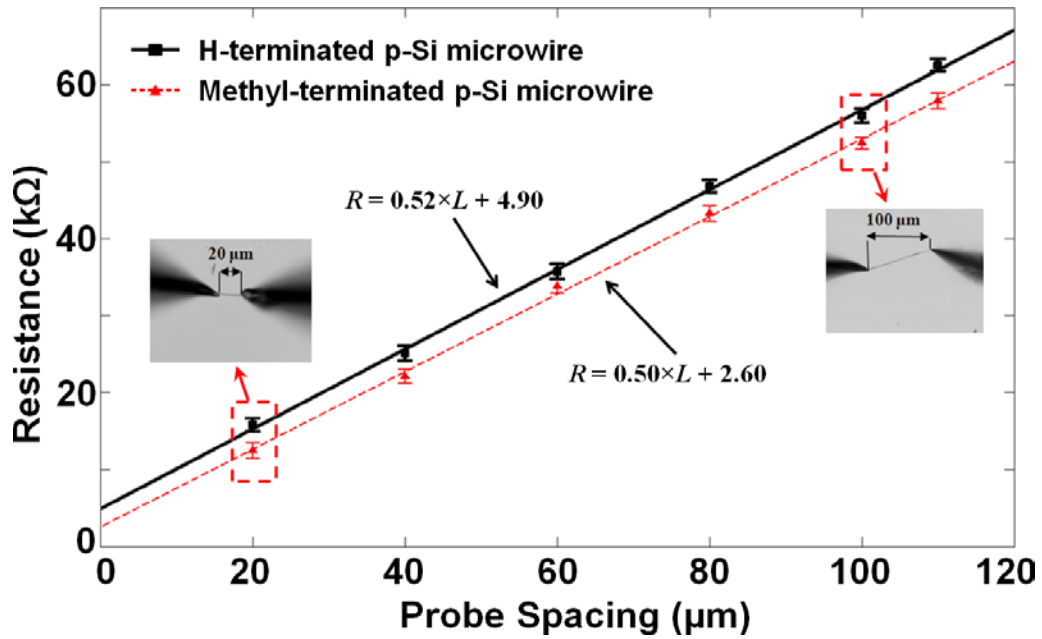 H-terminated p-Si microwire
Methyl-terminated p-Si microwire
R = 0.52×L + 4.90
R = 0.50×L + 2.60
20 µm
100 µm
Resistance (kΩ)
60
40
20
0
0 20 40 60 80 100 120
Probe Spacing (µm)